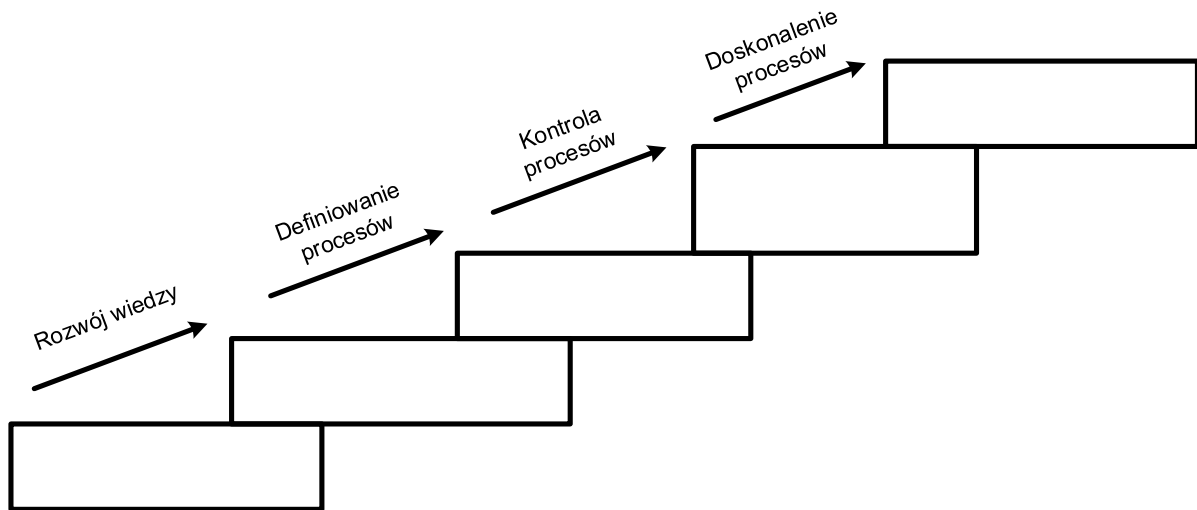 Rozwój wiedzy
Definiowanie
procesów
Kontrola
procesów
Doskonalenie
procesów